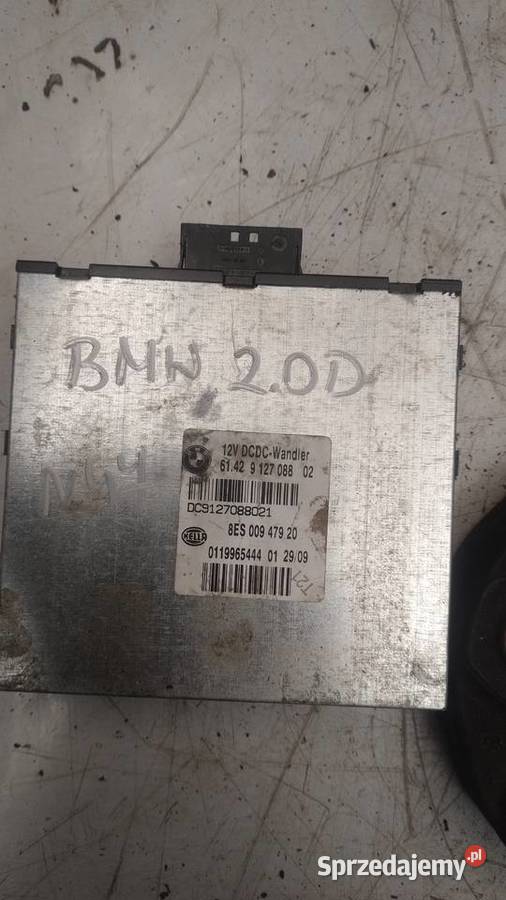 BMW 2.0D
12V DCDC-Wandler
61.42 9 127 088 02
DC9127088021
HELLA
8ES 009 479 20
0119965444 01 29/09
T21
Sprzedajemy.pl